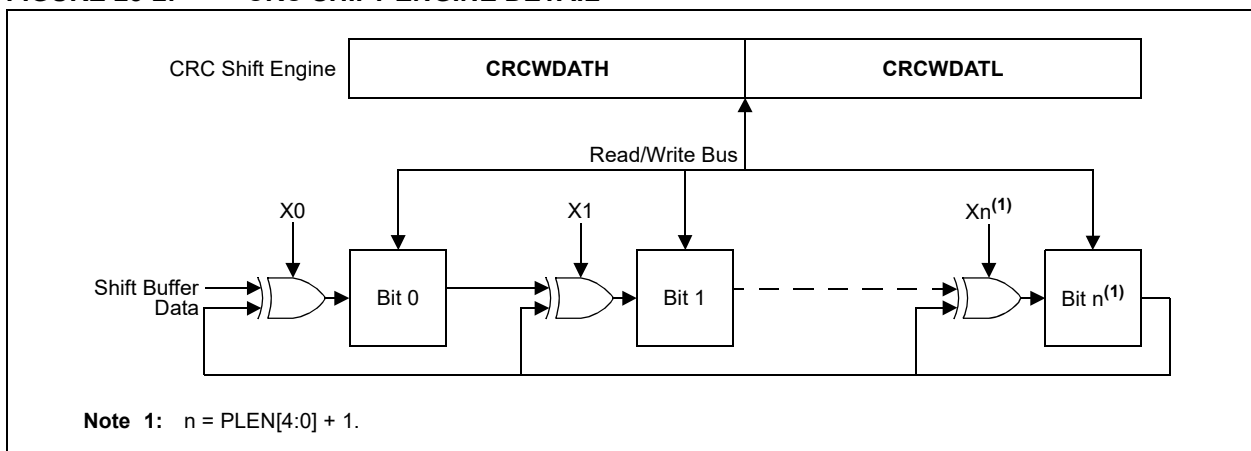 CRC Shift Engine CRCWDATH CRCWDATL
Read/Write Bus
X0 X1 Xn(1)
Shift Buffer
Data
Bit 0 Bit 1 Bit n(1)
Note 1: n = PLEN[4:0] + 1.